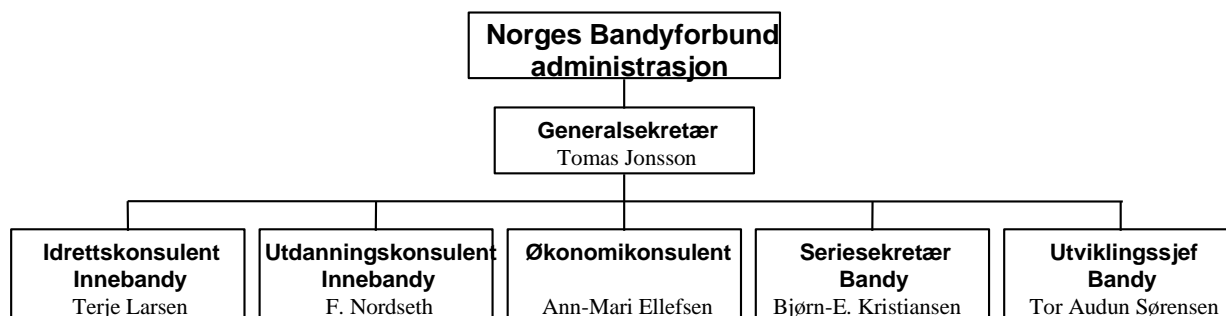 Norges Bandyforbund
administrasjon
Generalsekretær
Tomas Jonsson
Idrettskonsulent
Innebandy
Terje Larsen
Utdanningskonsulent
Innebandy
F. Nordseth
Økonomikonsulent
Ann-Mari Ellefsen
Seriesekretær
Bandy
Bjørn-E. Kristiansen
Utviklingssjef
Bandy
Tor Audun Sørensen